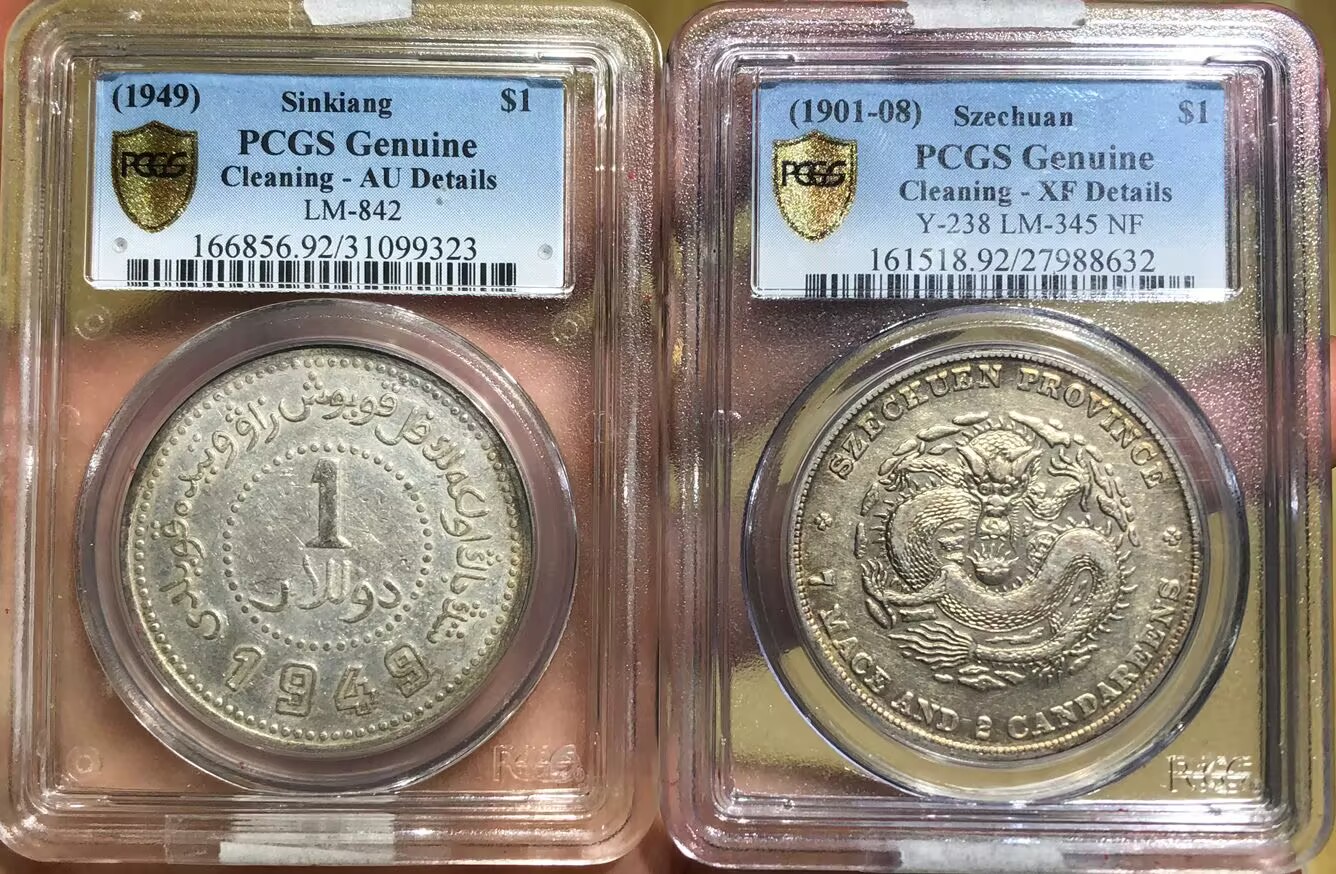 (1949) Sinkiang $1
PCGS Genuine
PCGS
Cleaning - AU Details
LM-842
166856.92/31099323
1
دوللار
1949
PCGS
(1901-08) Szechuan $1
PCGS Genuine
PCGS
Cleaning - XF Details
Y-238 LM-345 NF
161518.92/27988632
SZECHUEN PROVINCE
7 MACE AND 2 CANDAREENS
PCGS